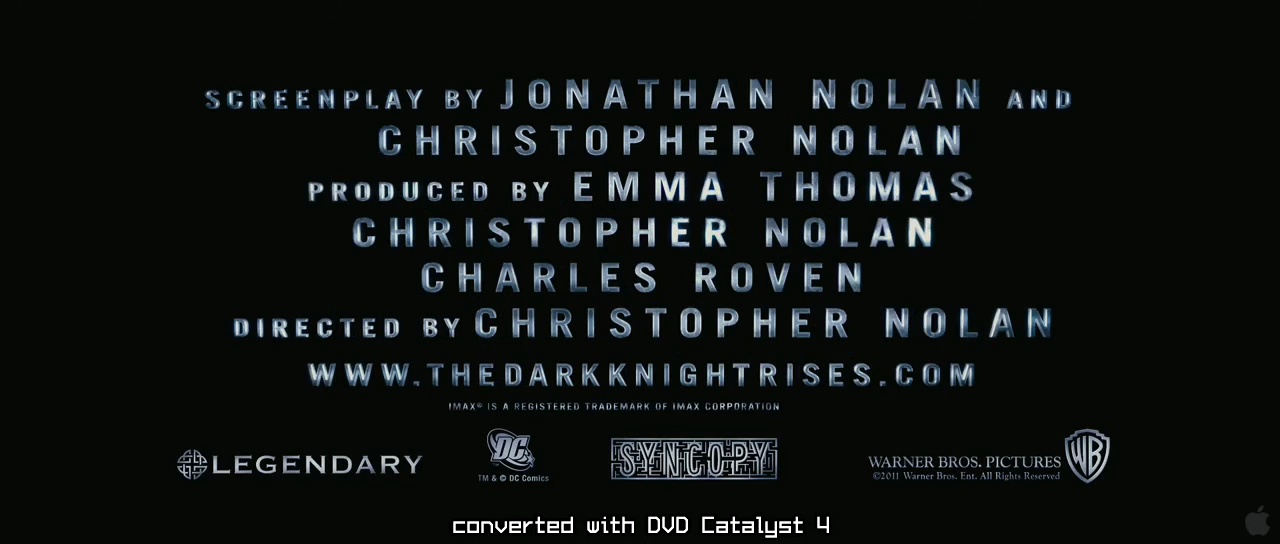 SCREENPLAY BY JONATHAN NOLAN AND
CHRISTOPHER NOLAN
PRODUCED BY EMMA THOMAS
CHRISTOPHER NOLAN
CHARLES ROVEN
DIRECTED BY CHRISTOPHER NOLAN
WWW.THEDARKKNIGHTRISES.COM
IMAX® IS A REGISTERED TRADEMARK OF IMAX CORPORATION
LEGENDARY
DC
TM & © DC Comics
SYNCOPY
WARNER BROS. PICTURES
©2011 Warner Bros. Ent. All Rights Reserved
WB
converted with DVD Catalyst 4